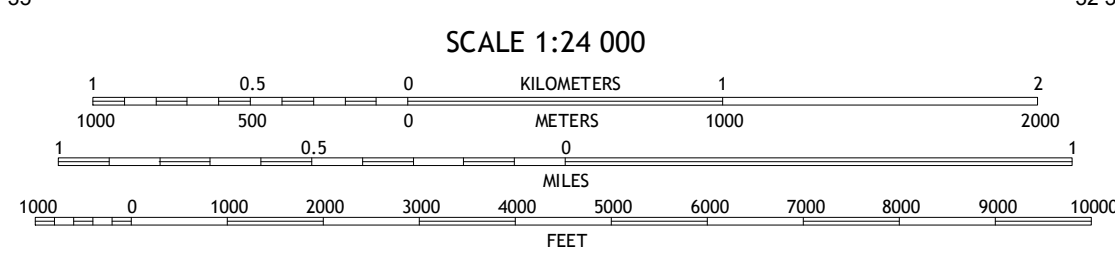 SCALE 1:24 000
1 0.5 0 KILOMETERS 1 2
1000 500 0 METERS 1000 2000
1 0.5 0 1
MILES
1000 0 1000 2000 3000 4000 5000 6000 7000 8000 9000 10000
FEET